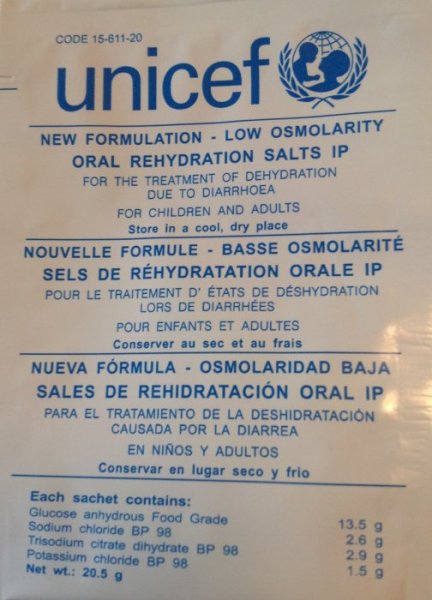 CODE 15-611-20
unicef
NEW FORMULATION - LOW OSMOLARITY
ORAL REHYDRATION SALTS IP
FOR THE TREATMENT OF DEHYDRATION
DUE TO DIARRHOEA
FOR CHILDREN AND ADULTS
Store in a cool, dry place
NOUVELLE FORMULE - BASSE OSMOLARITÉ
SELS DE RÉHYDRATATION ORALE IP
POUR LE TRAITEMENT D' ÉTATS DE DÉSHYDRATION
LORS DE DIARRHÉES
POUR ENFANTS ET ADULTES
Conserver au sec et au frais
NUEVA FÓRMULA - OSMOLARIDAD BAJA
SALES DE REHIDRATACIÓN ORAL IP
PARA EL TRATAMIENTO DE LA DESHIDRATACIÓN
CAUSADA POR LA DIARREA
EN NIÑOS Y ADULTOS
Conservar en lugar seco y frio
Each sachet contains:
Glucose anhydrous Food Grade 13.5 g
Sodium chloride BP 98 2.6 g
Trisodium citrate dihydrate BP 98 2.9 g
Potassium chloride BP 98 1.5 g
Net wt.: 20.5 g